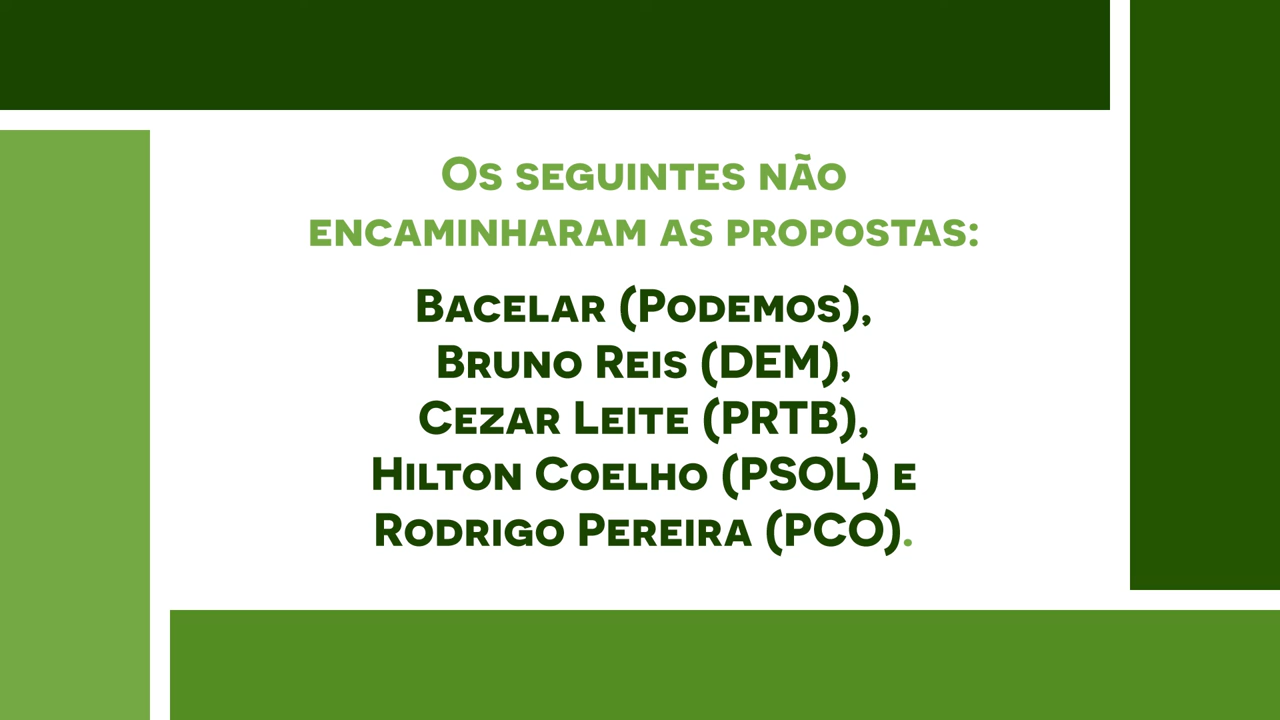 Os seguintes não
encaminharam as propostas:
Bacelar (Podemos),
Bruno Reis (DEM),
Cezar Leite (PRTB),
Hilton Coelho (PSOL) e
Rodrigo Pereira (PCO).